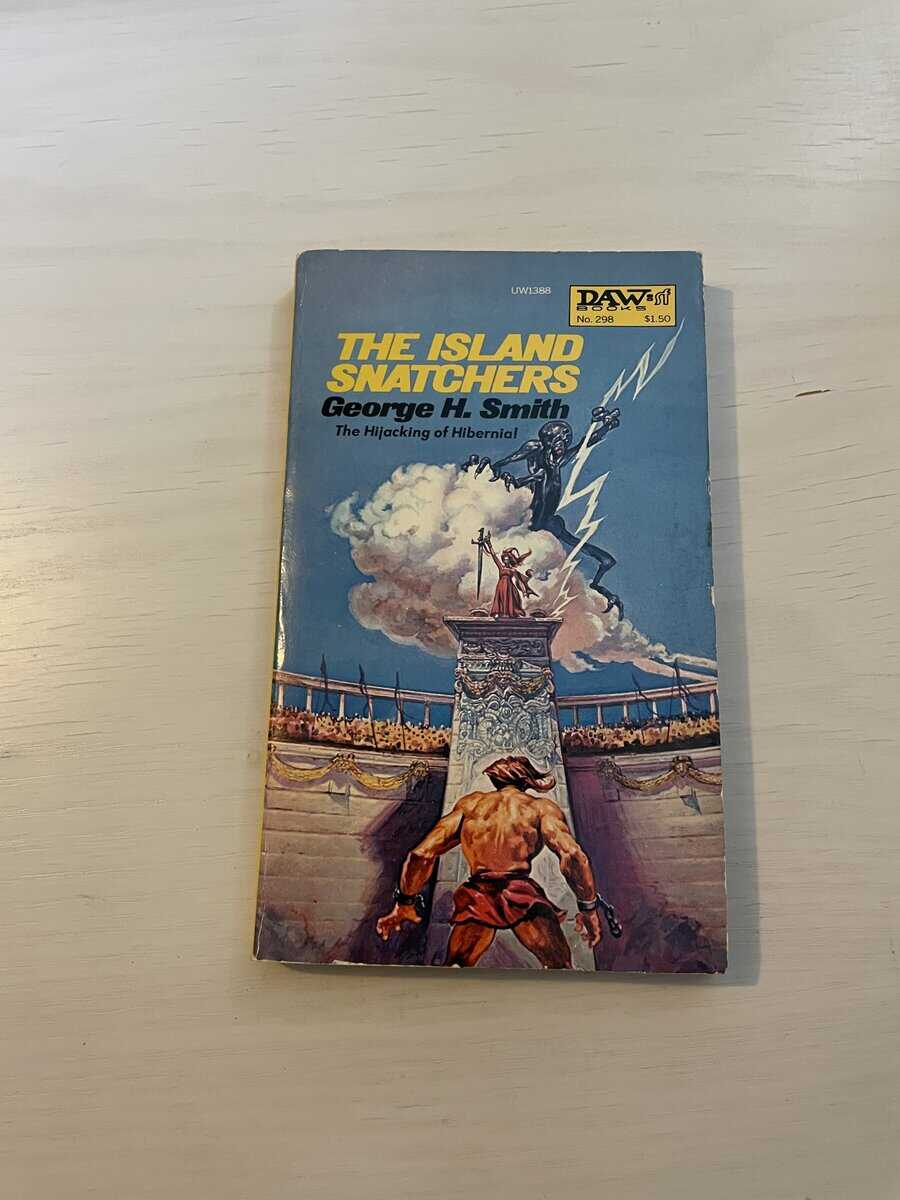 UW1388
DAW=sf
BOOKS
No. 298 $1.50
THE ISLAND
SNATCHERS
George H. Smith
The Hijacking of Hibernia!